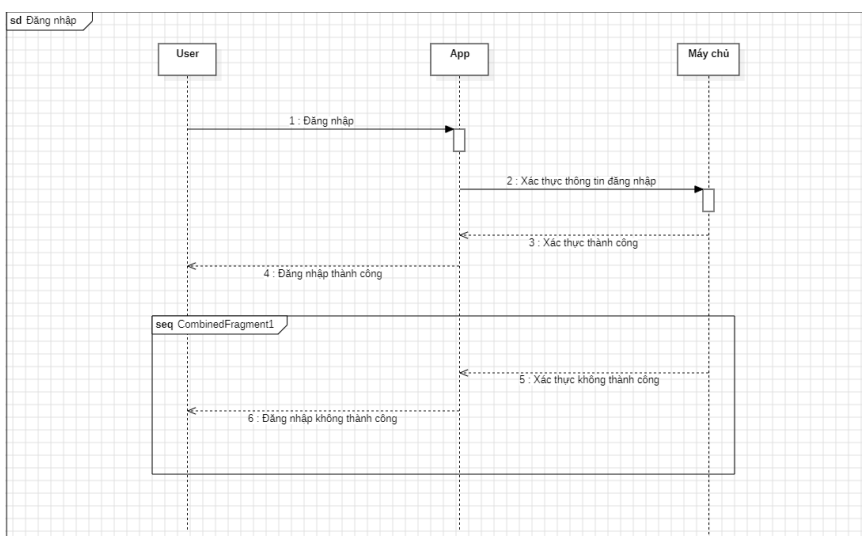 sd Đăng nhập
User
App
Máy chủ
1 : Đăng nhập
2 : Xác thực thông tin đăng nhập
3 : Xác thực thành công
4 : Đăng nhập thành công
seq CombinedFragment1
5 : Xác thực không thành công
6 : Đăng nhập không thành công